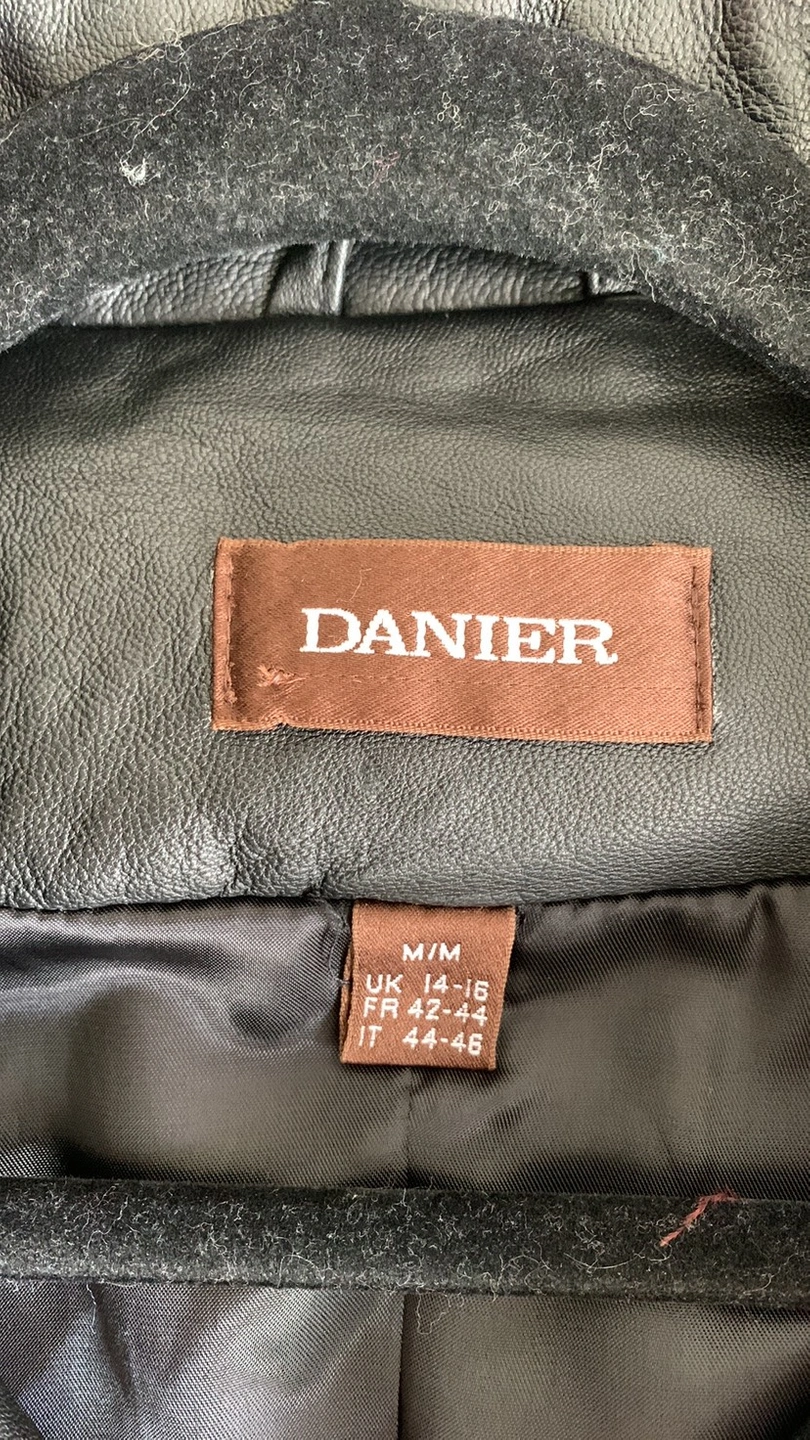 DANIER
M/M
UK 14-16
FR 42-44
IT 44-46